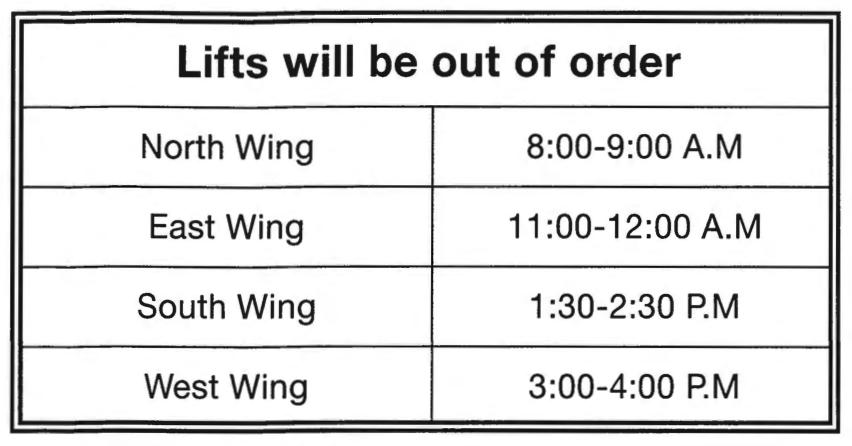 Lifts will be out of order
North Wing 8:00-9:00 A.M
East Wing 11:00-12:00 A.M
South Wing 1:30-2:30 P.M
West Wing 3:00-4:00 P.M